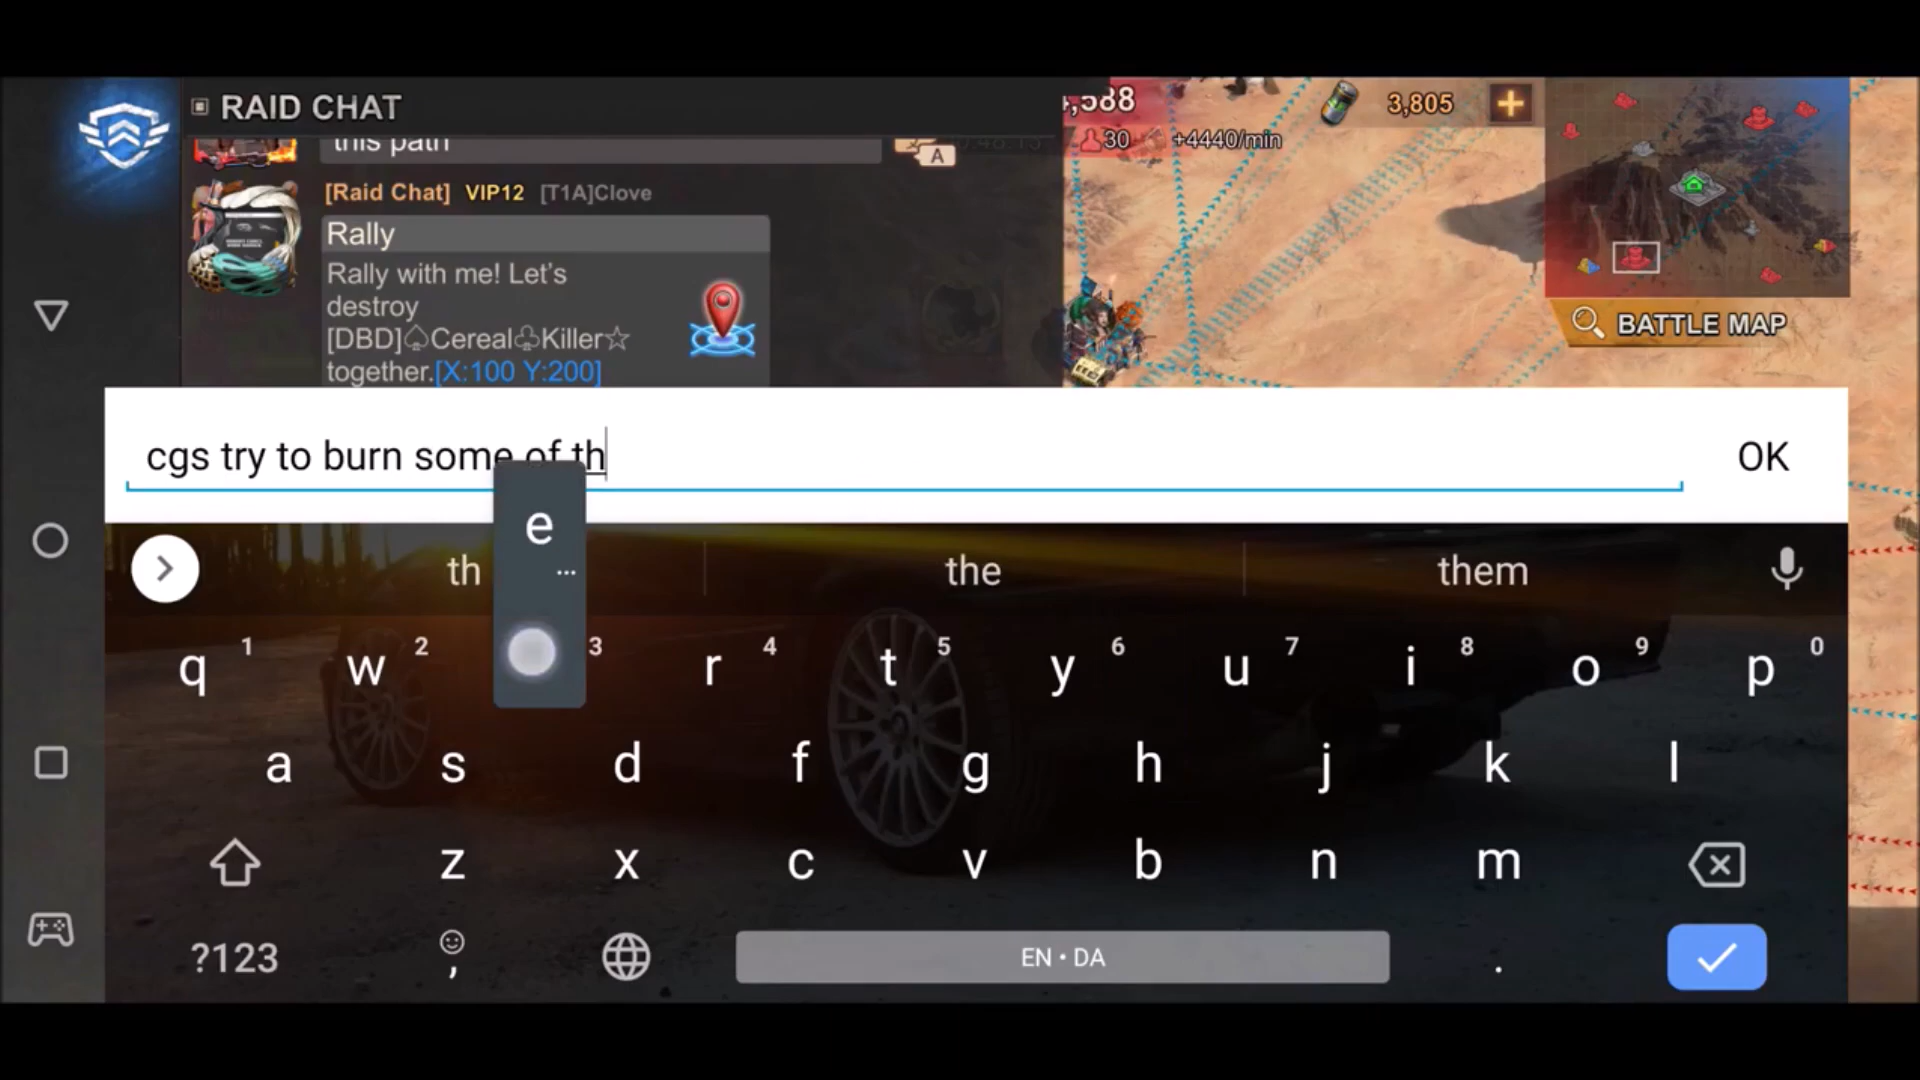 RAID CHAT
this path
A
[Raid Chat] VIP12 [T1A]Clove
Rally
Rally with me! Let's
destroy
[DBD]♤Cereal♧Killer☆
together.[X:100 Y:200]
,588
3,805
30 +4440/min
BATTLE MAP
cgs try to burn some of th
OK
e
...
th the them
q 1 w 2 3 r 4 t 5 y 6 u 7 i 8 o 9 p 0
a s d f g h j k l
z x c v b n m
?123 , EN • DA .